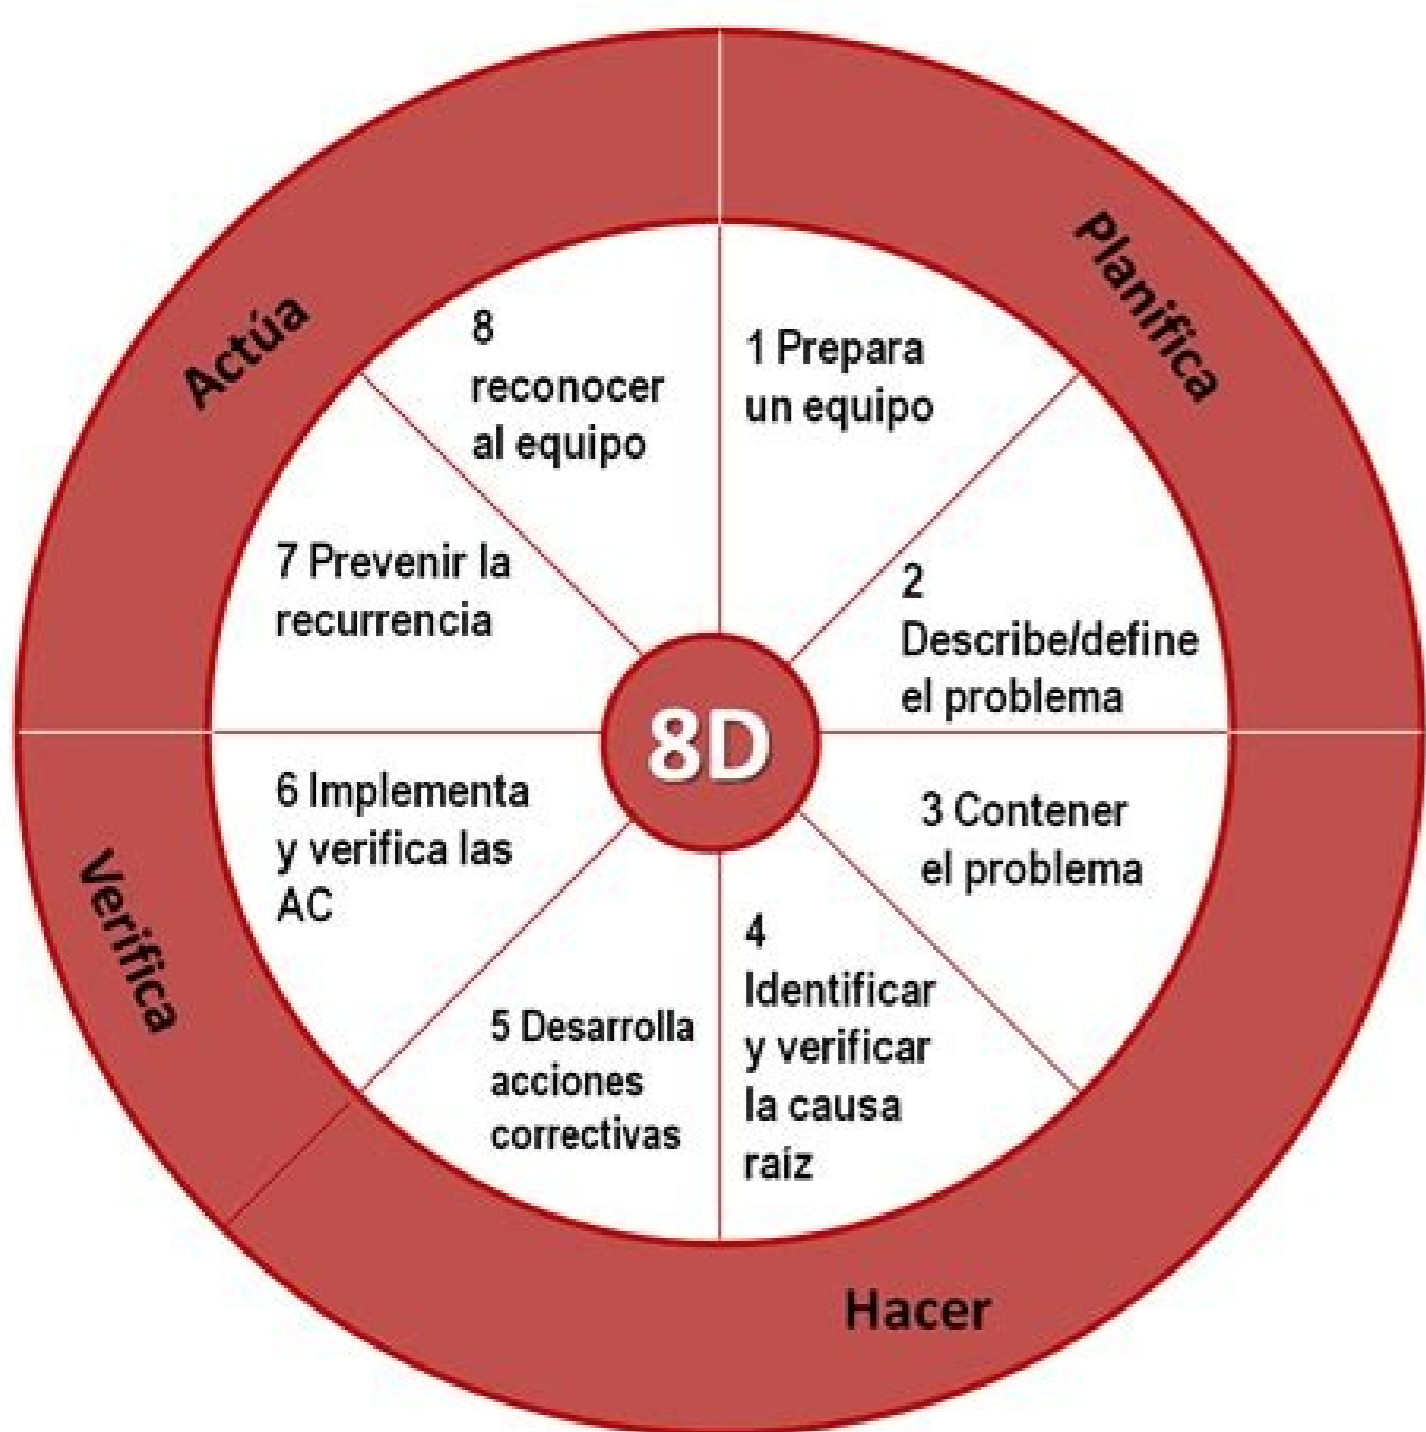 Planifica
Actúa
Verifica
Hacer
8D
1 Prepara
un equipo
2
Describe/define
el problema
3 Contener
el problema
4
Identificar
y verificar
la causa
raiz
5 Desarrolla
acciones
correctivas
6 Implementa
y verifica las
AC
7 Prevenir la
recurrencia
8
reconocer
al equipo